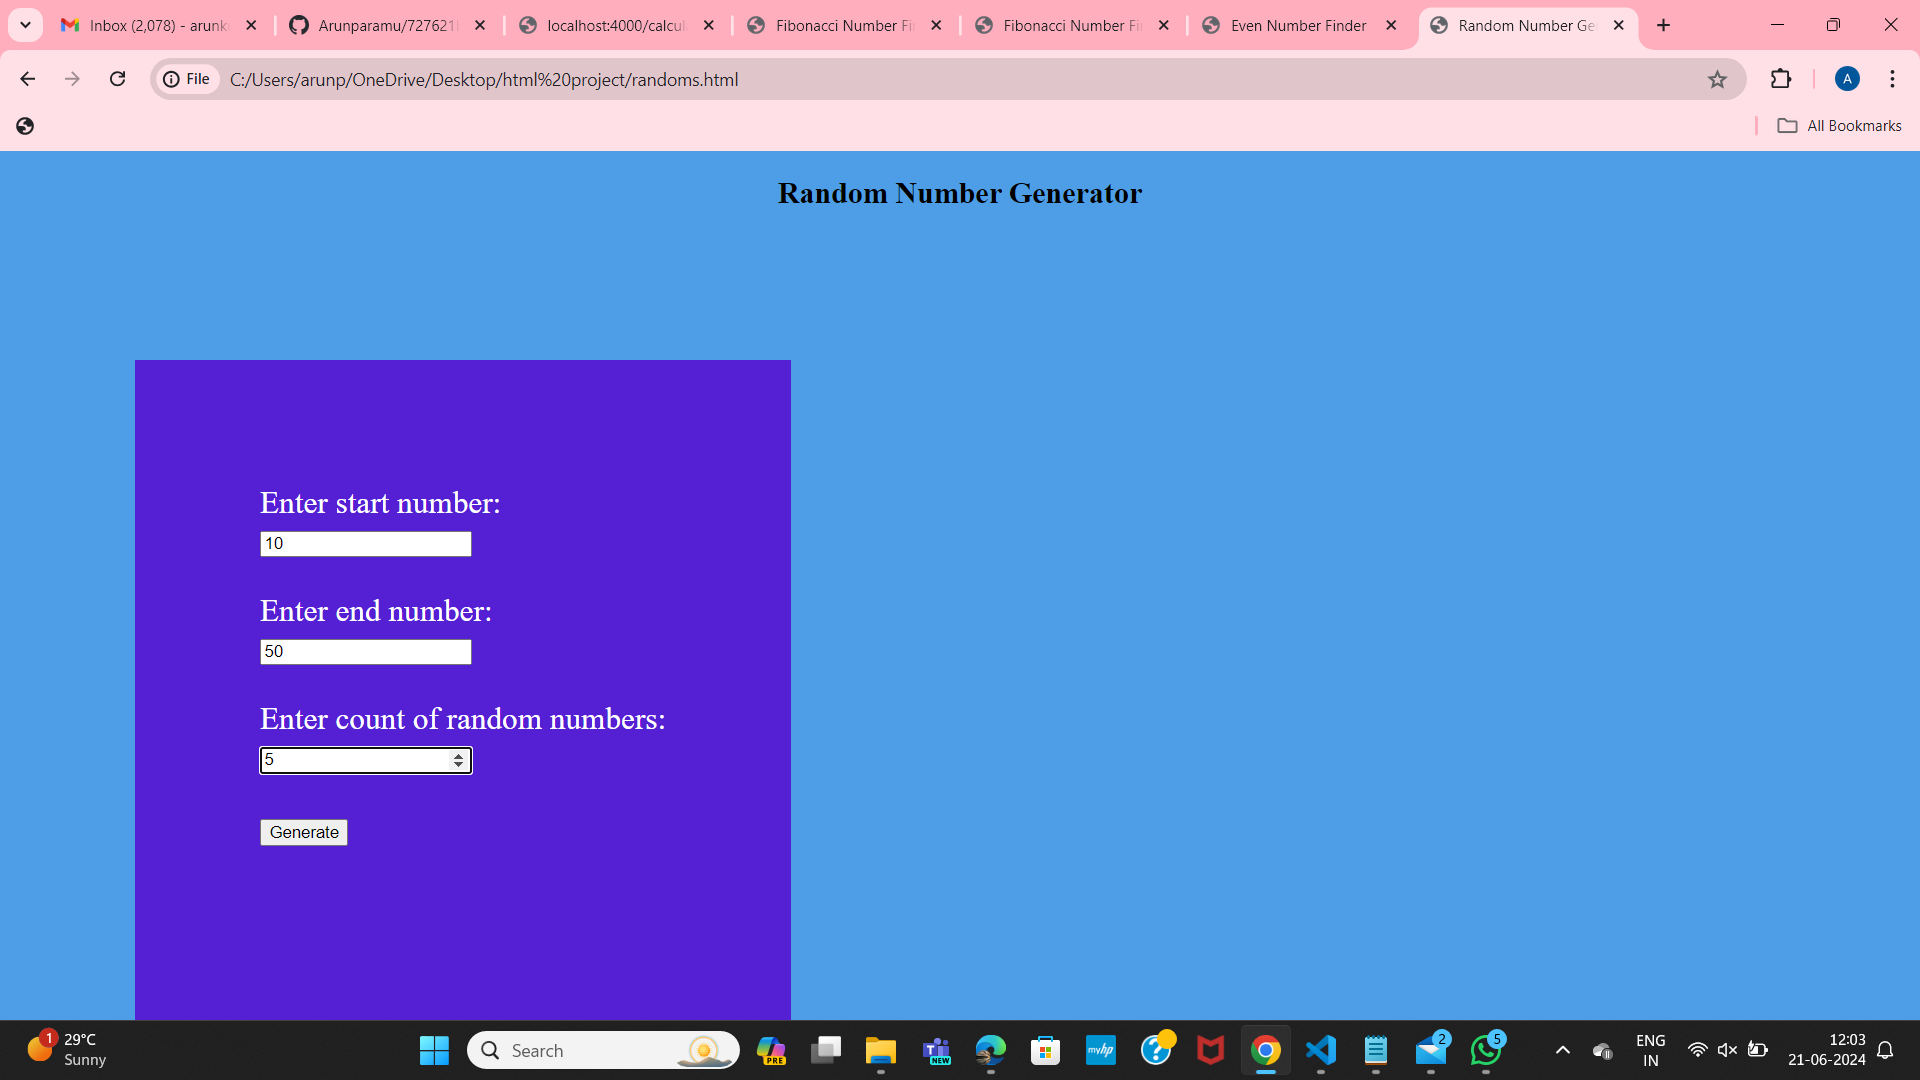 Inbox (2,078) - arunk
Arunparamu/727621
localhost:4000/calcul
Fibonacci Number Fi
Fibonacci Number Fi
Even Number Finder
Random Number Ge
File
C:/Users/arunp/OneDrive/Desktop/html%20project/randoms.html
A
All Bookmarks
Random Number Generator
Enter start number:
10
Enter end number:
50
Enter count of random numbers:
5
Generate
1
29°C
Sunny
Search
PRE
NEW
myhp
2
5
ENG
IN
12:03
21-06-2024